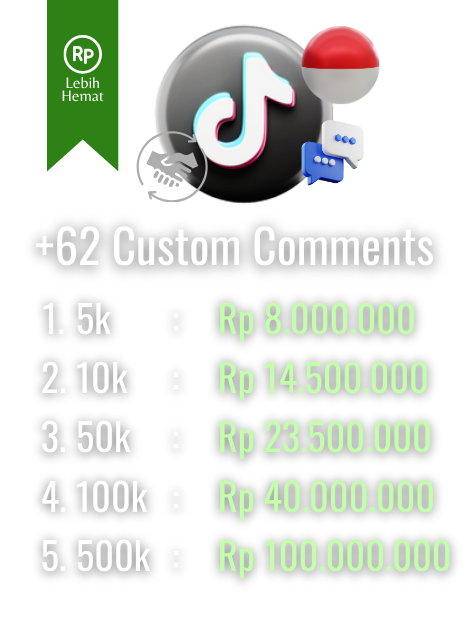 Rp
Lebih
Hemat
+62 Custom Comments
1. 5k : Rp 8.000.000
2. 10k : Rp 14.500.000
3. 50k : Rp 23.500.000
4. 100k : Rp 40.000.000
5. 500k : Rp 100.000.000